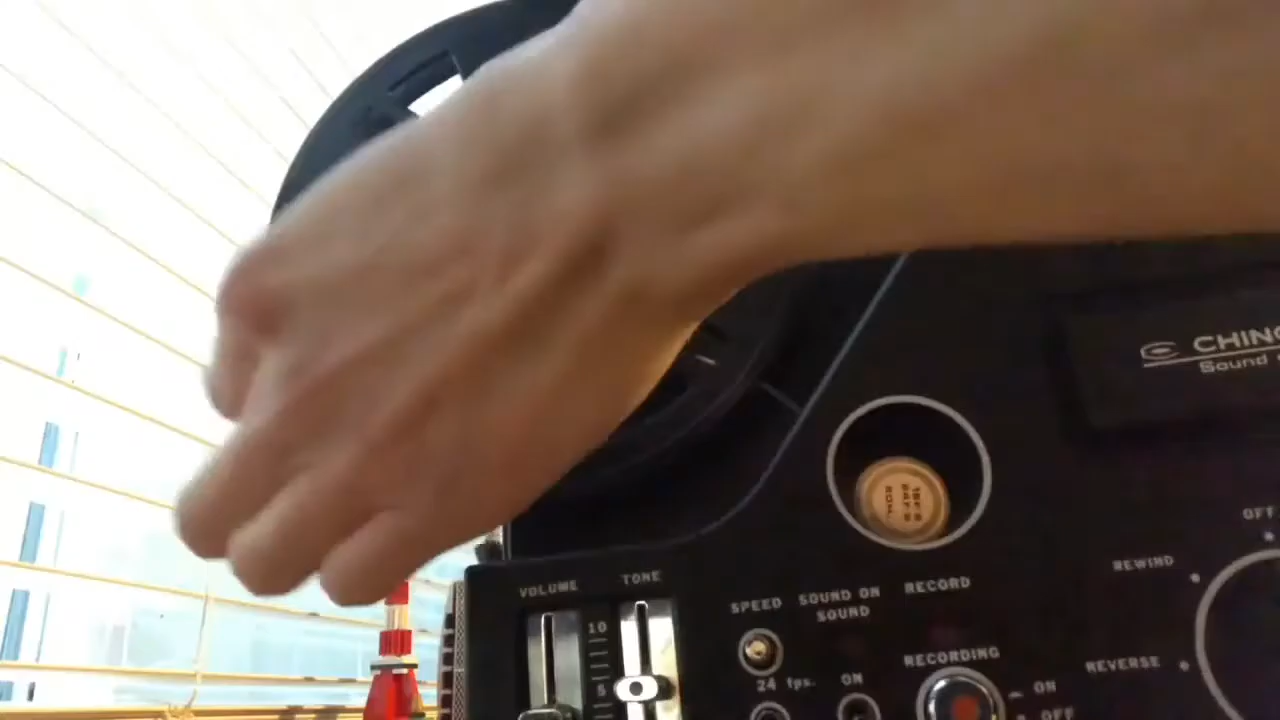 CHINO
Sound
OFF
REWIND
VOLUME
TONE
SPEED
SOUND ON
SOUND
RECORD
10
RECORDING
REVERSE
5
24 fps.
ON
ON
OFF